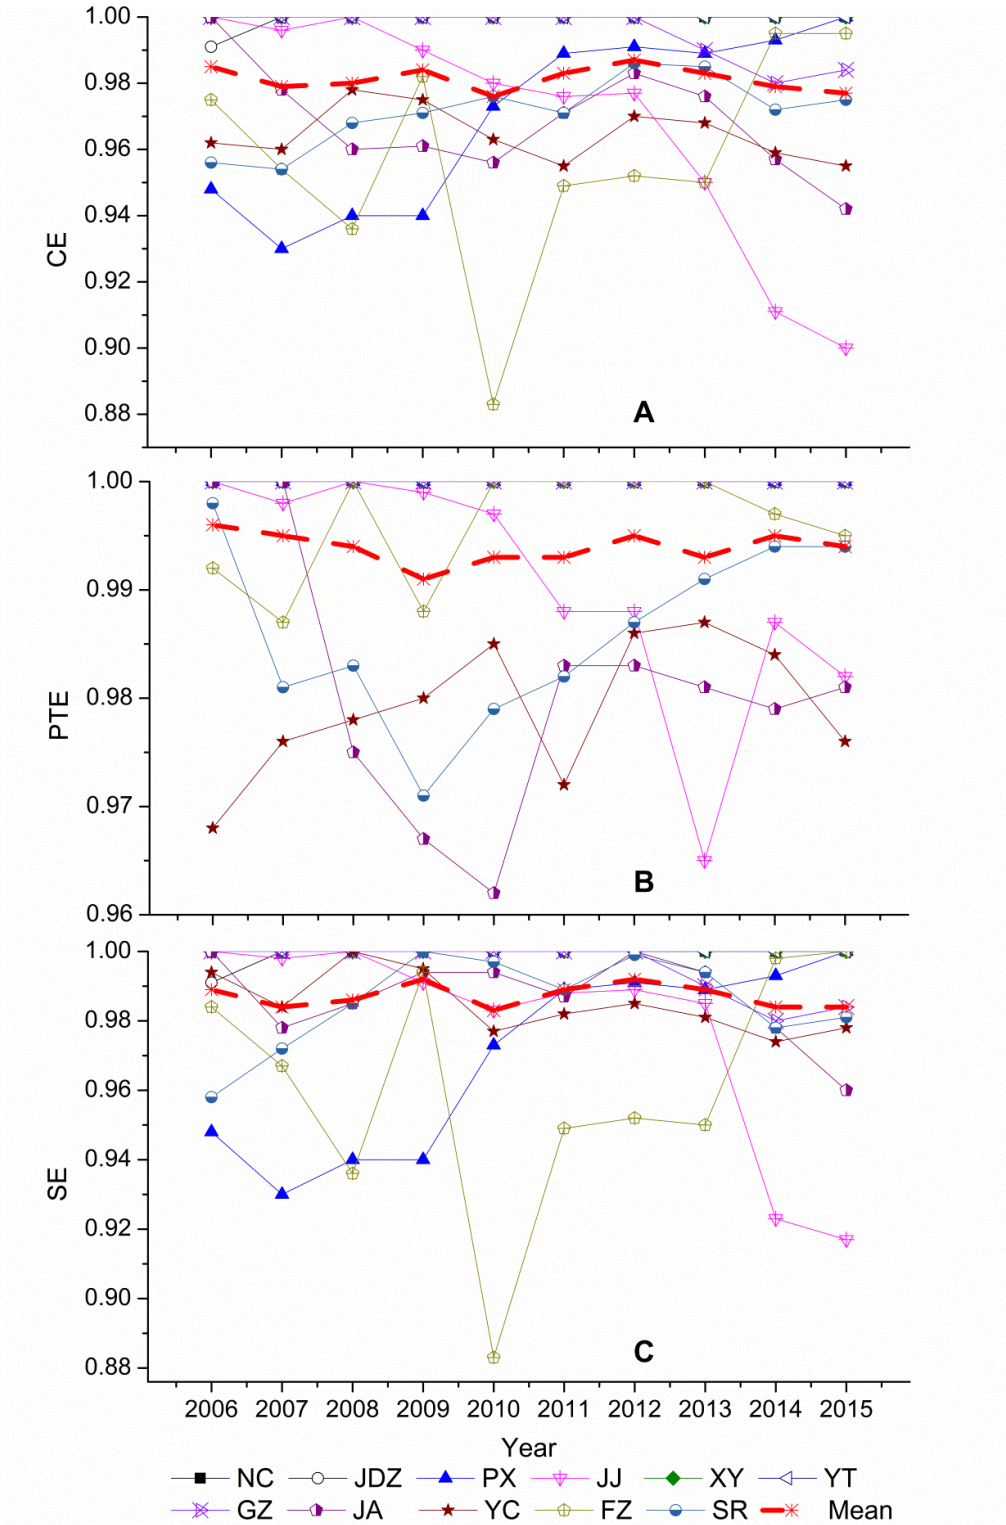 1.00
0.98
0.96
0.94
0.92
0.90
0.88
CE
A
1.00
0.99
0.98
0.97
0.96
PTE
B
1.00
0.98
0.96
0.94
0.92
0.90
0.88
SE
C
2006 2007 2008 2009 2010 2011 2012 2013 2014 2015
Year
NC JDZ PX JJ XY YT
GZ JA YC FZ SR Mean